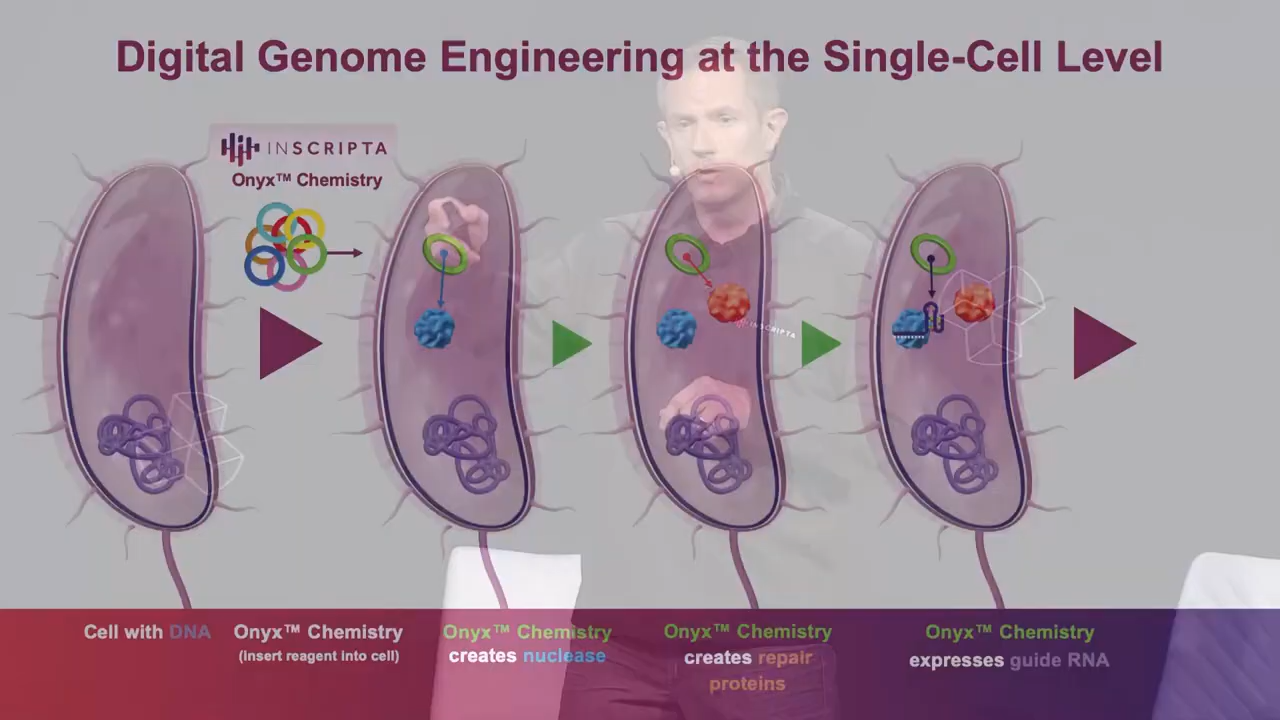 Digital Genome Engineering at the Single-Cell Level
INSCRIPTA
Onyx™ Chemistry
INSCRIPTA
Cell with DNA
Onyx™ Chemistry
(insert reagent into cell)
Onyx™ Chemistry
creates nuclease
Onyx™ Chemistry
creates repair
proteins
Onyx™ Chemistry
expresses guide RNA